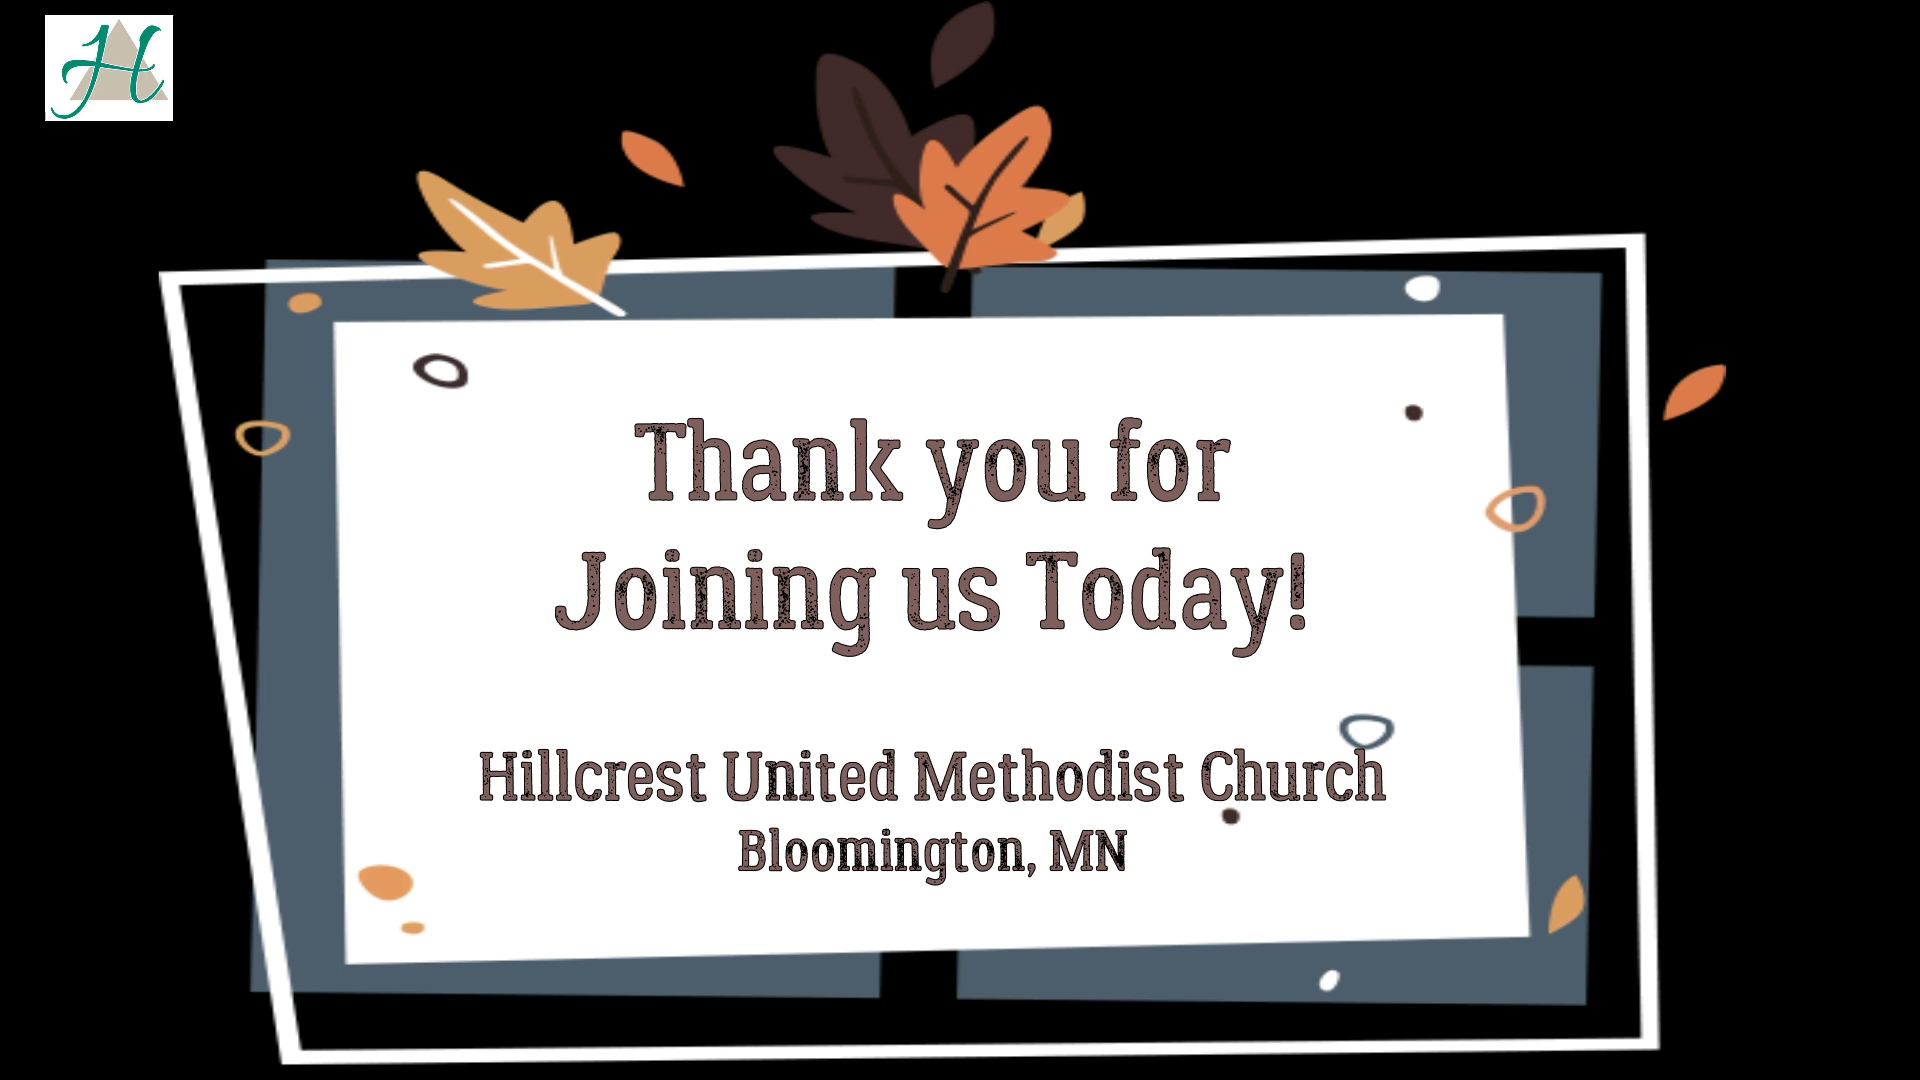 H
Thank you for
Joining us Today!
Hillcrest United Methodist Church
Bloomington, MN